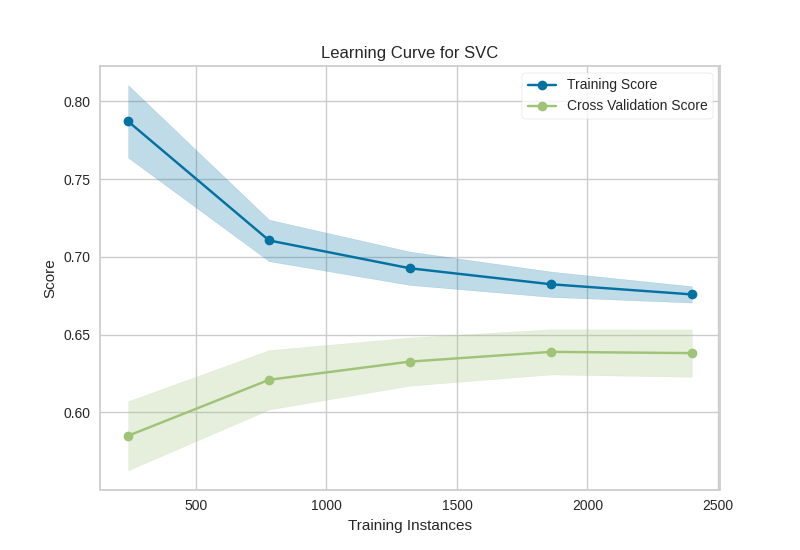 Learning Curve for SVC
Training Score
Cross Validation Score
0.80
0.75
0.70
0.65
0.60
Score
500
1000
1500
2000
2500
Training Instances